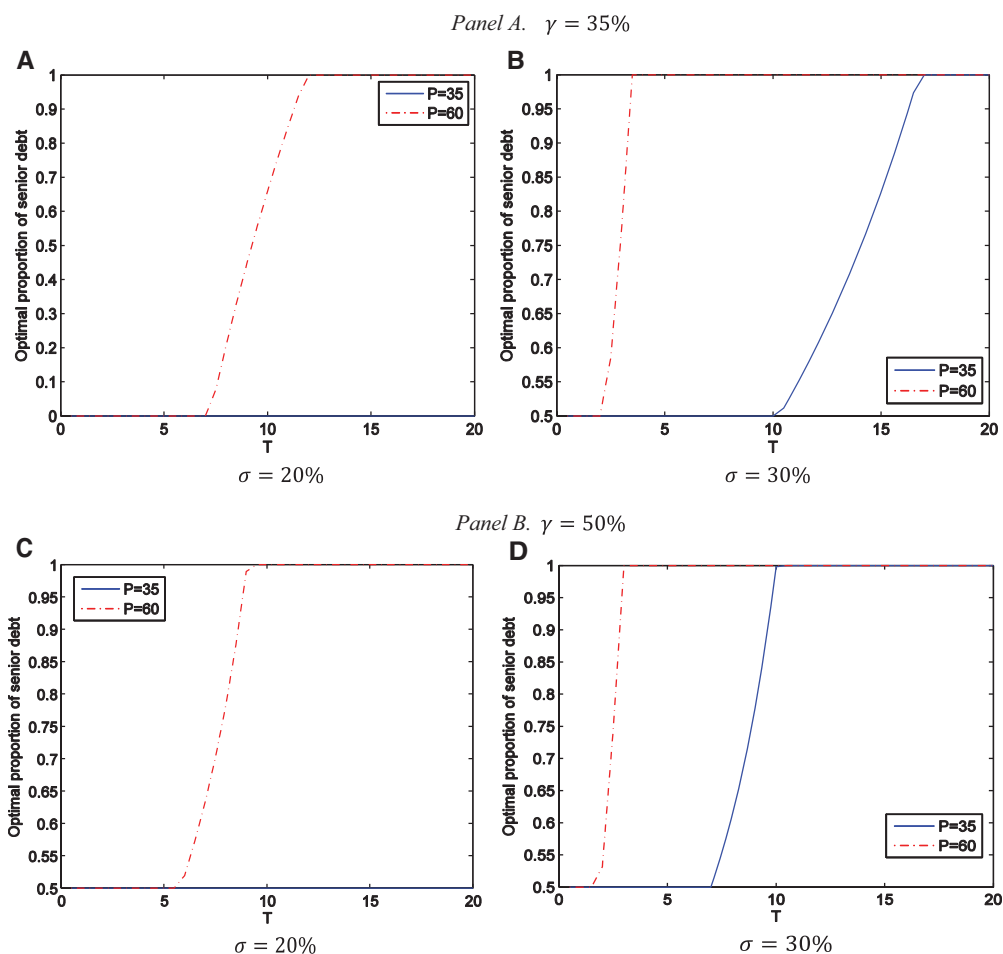 Panel A. γ = 35%
A
Optimal proportion of senior debt
1
0.9
0.8
0.7
0.6
0.5
0.4
0.3
0.2
0.1
0
P=35
P=60
0 5 10 15 20
T
σ = 20%
B
Optimal proportion of senior debt
1
0.95
0.9
0.85
0.8
0.75
0.7
0.65
0.6
0.55
0.5
P=35
P=60
0 5 10 15 20
T
σ = 30%
Panel B. γ = 50%
C
Optimal proportion of senior debt
1
0.95
0.9
0.85
0.8
0.75
0.7
0.65
0.6
0.55
0.5
P=35
P=60
0 5 10 15 20
T
σ = 20%
D
Optimal proportion of senior debt
1
0.95
0.9
0.85
0.8
0.75
0.7
0.65
0.6
0.55
0.5
P=35
P=60
0 5 10 15 20
T
σ = 30%